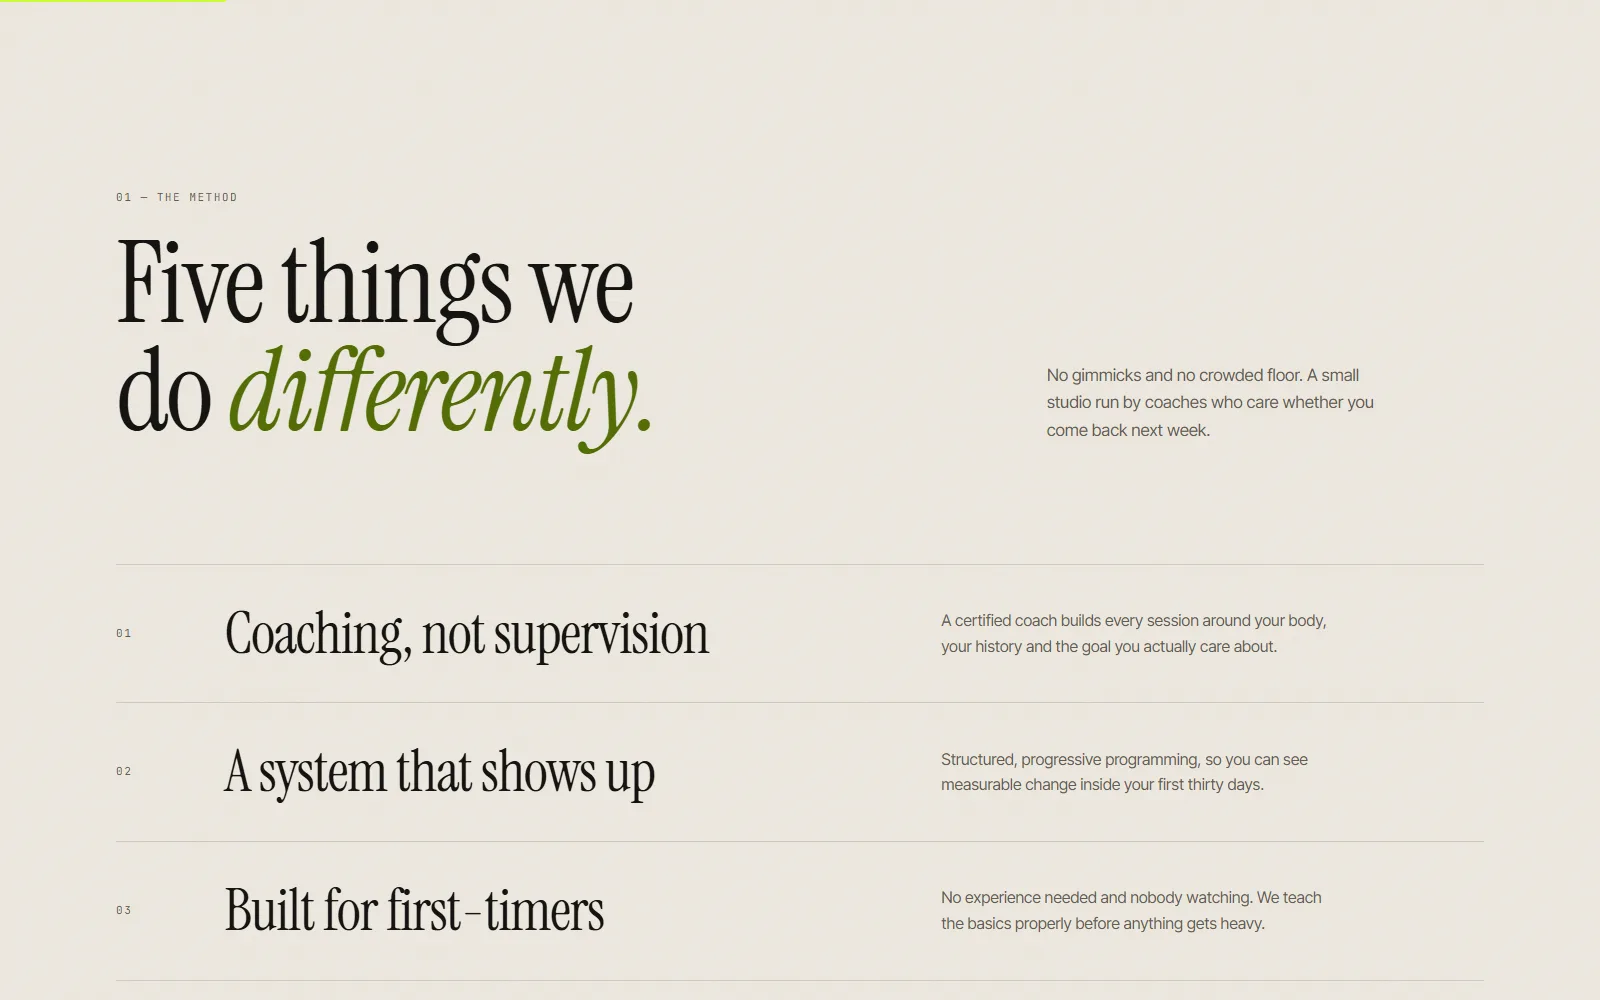 01 — THE METHOD
Five things we
do differently.
No gimmicks and no crowded floor. A small
studio run by coaches who care whether you
come back next week.
01
Coaching, not supervision
A certified coach builds every session around your body,
your history and the goal you actually care about.
02
A system that shows up
Structured, progressive programming, so you can see
measurable change inside your first thirty days.
03
Built for first-timers
No experience needed and nobody watching. We teach
the basics properly before anything gets heavy.